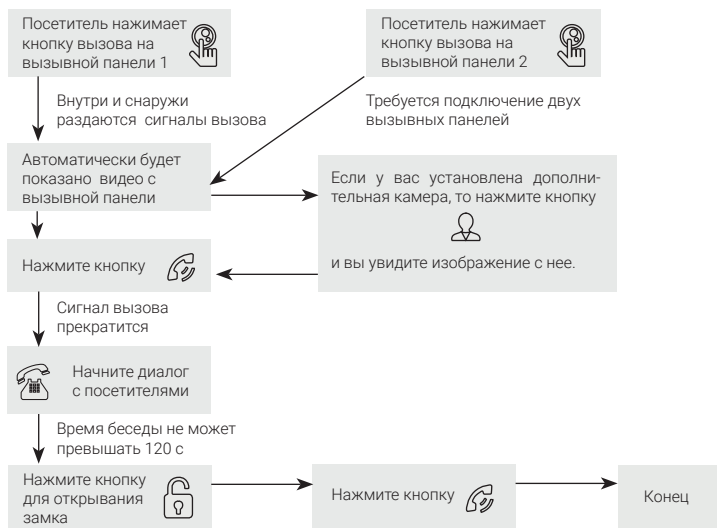 Посетитель нажимает
кнопку вызова на
вызывной панели 1
Посетитель нажимает
кнопку вызова на
вызывной панели 2
Внутри и снаружи
раздаются сигналы вызова
Требуется подключение двух
вызывных панелей
Автоматически будет
показано видео с
вызывной панели
Если у вас установлена дополни-
тельная камера, то нажмите кнопку
и вы увидите изображение с нее.
Нажмите кнопку
Сигнал вызова
прекратится
Начните диалог
с посетителями
Время беседы не может
превышать 120 с
Нажмите кнопку
для открывания
замка
Нажмите кнопку
Конец